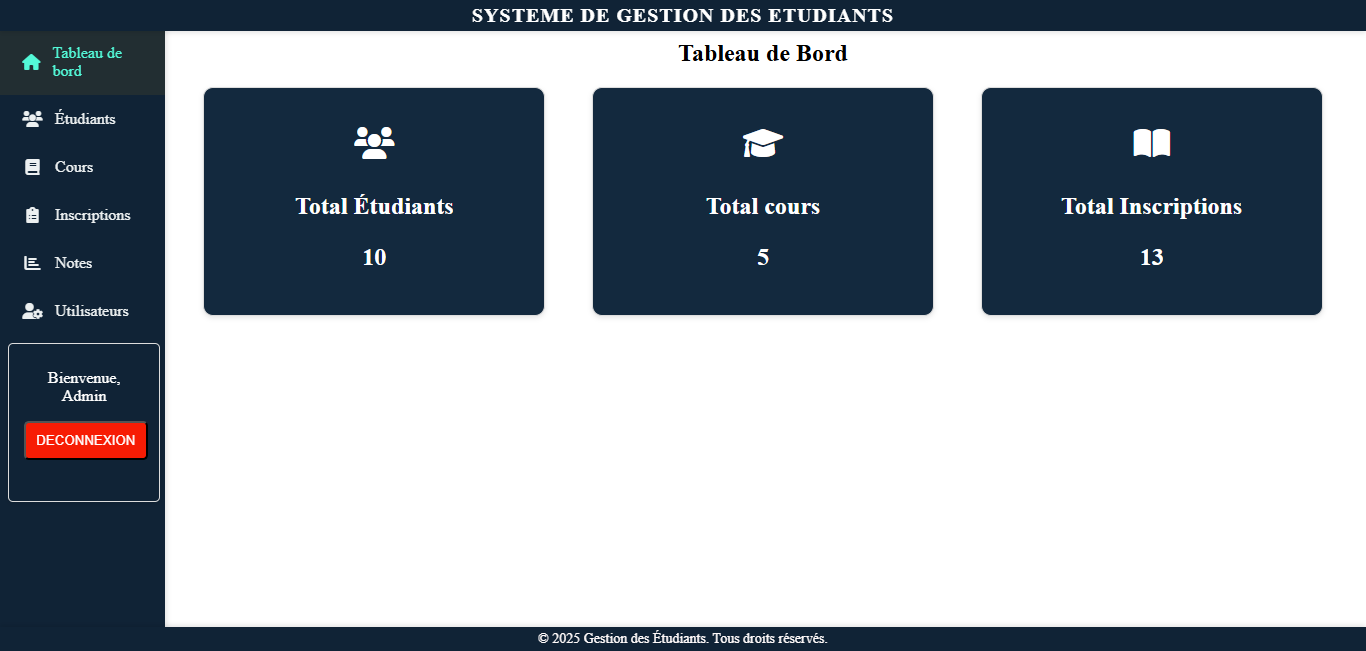 SYSTEME DE GESTION DES ETUDIANTS
Tableau de
bord
Étudiants
Cours
Inscriptions
Notes
Utilisateurs
Bienvenue,
Admin
DECONNEXION
Tableau de Bord
Total Étudiants
10
Total cours
5
Total Inscriptions
13
© 2025 Gestion des Étudiants. Tous droits réservés.